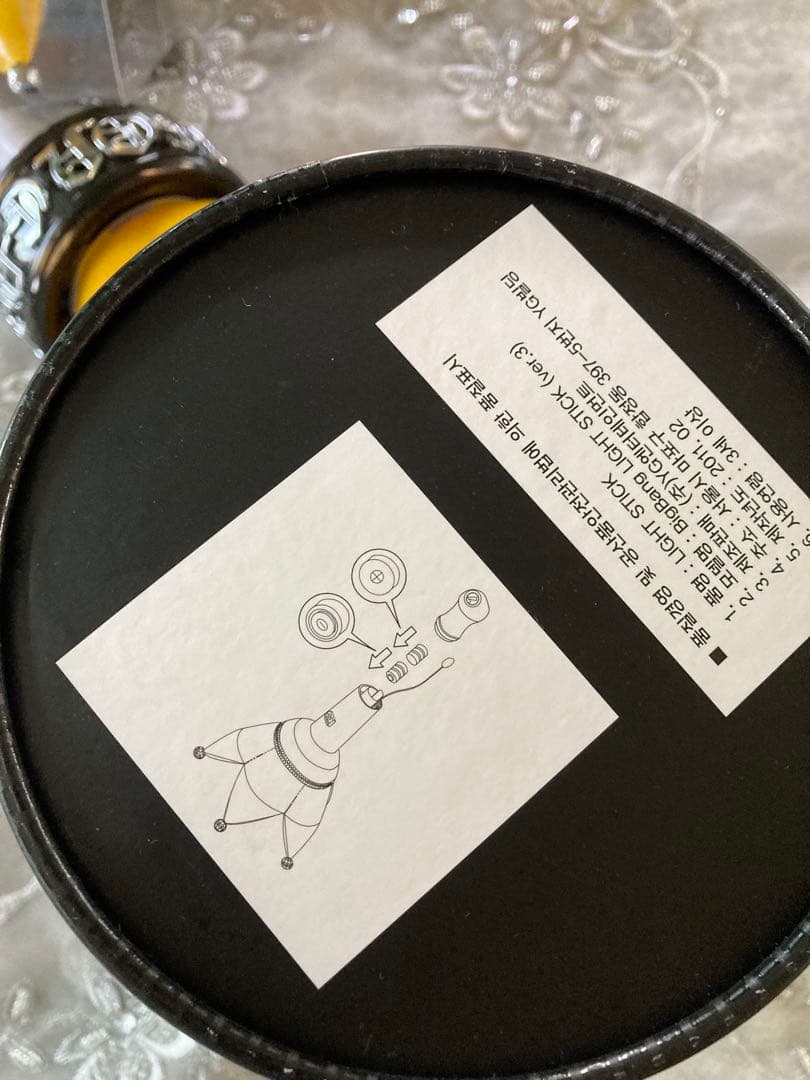 ■ 품질경영 및 공산품안전관리법에 의한 품질표시
1. 품명 : LIGHT STICK
2. 모델명 : BigBang LIGHT STICK (ver.3)
3. 제조판매 : (주)YG엔터테인먼트
4. 주소 : 서울시 마포구 합정동 397-5번지 YG빌딩
5. 제작년도 : 2011. 02
6. 사용연령 : 3세 이상